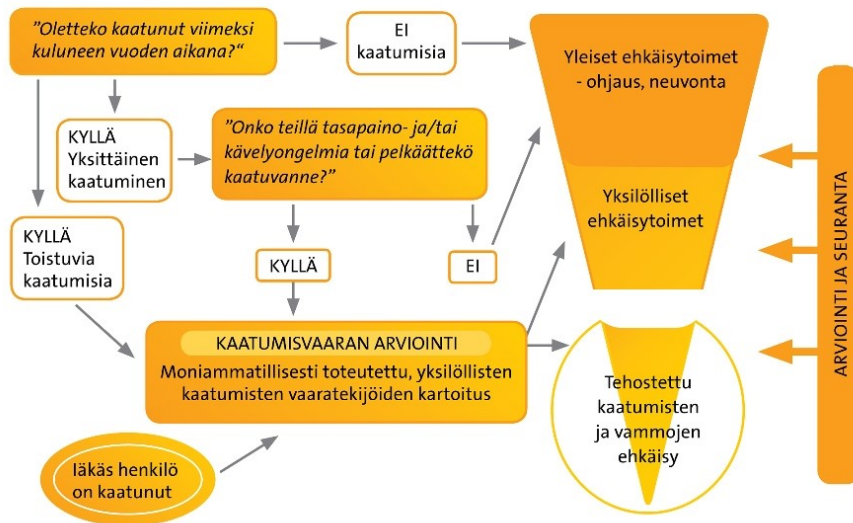 ”Oletteko kaatunut viimeksi
kuluneen vuoden aikana?“
EI
kaatumisia
Yleiset ehkäisytoimet
- ohjaus, neuvonta
KYLLÄ
Yksittäinen
kaatuminen
”Onko teillä tasapaino- ja/tai
kävelyongelmia tai pelkäättekö
kaatuvanne?”
Yksilölliset
ehkäisytoimet
KYLLÄ
Toistuvia
kaatumisia
KYLLÄ
EI
KAATUMISVAARAN ARVIOINTI
Moniammatillisesti toteutettu, yksilöllisten
kaatumisten vaaratekijöiden kartoitus
Tehostettu
kaatumisten
ja vammojen
ehkäisy
Iäkäs henkilö
on kaatunut
ARVIOINTI JA SEURANTA